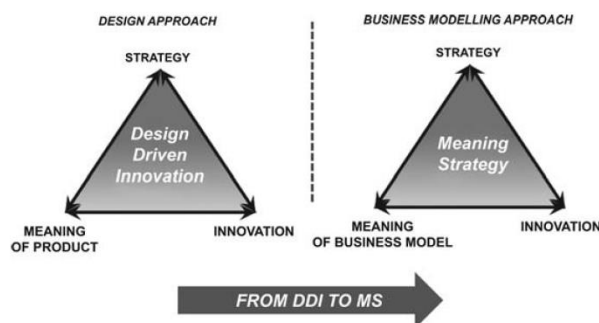 DESIGN APPROACH
STRATEGY
Design
Driven
Innovation
MEANING
OF PRODUCT
INNOVATION
BUSINESS MODELLING APPROACH
STRATEGY
Meaning
Strategy
MEANING
OF BUSINESS MODEL
INNOVATION
FROM DDI TO MS